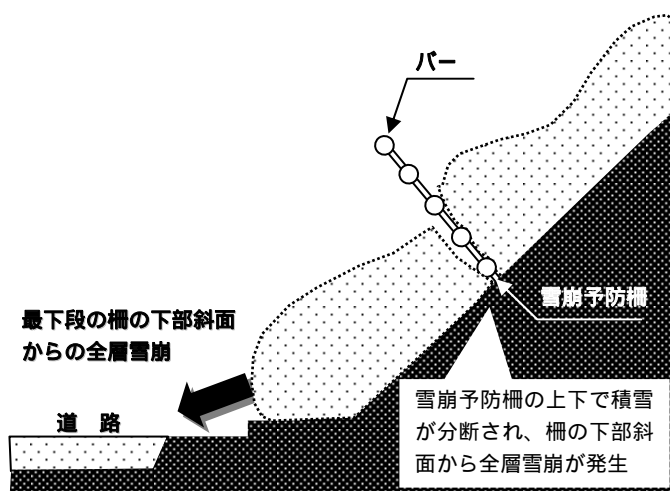 バー
雪崩予防柵
最下段の柵の下部斜面
からの全層雪崩
道 路
雪崩予防柵の上下で積雪
が分断され、柵の下部斜
面から全層雪崩が発生